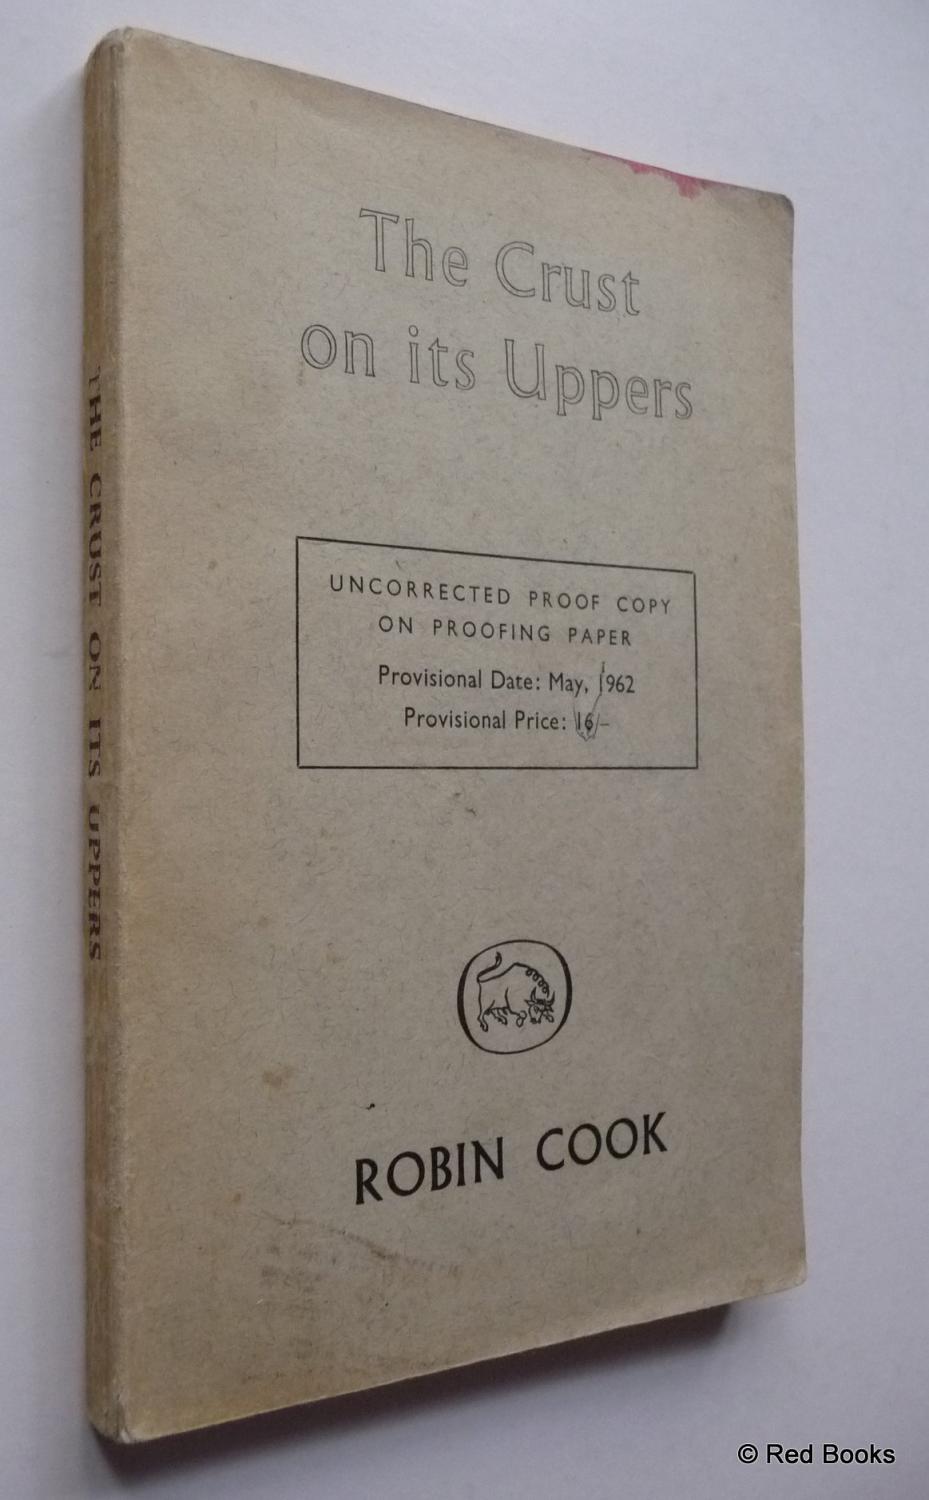 The Crust
on its Uppers
UNCORRECTED PROOF COPY
ON PROOFING PAPER
Provisional Date: May, 1962
Provisional Price: 16/-
ROBIN COOK
THE CRUST ON ITS UPPERS
© Red Books